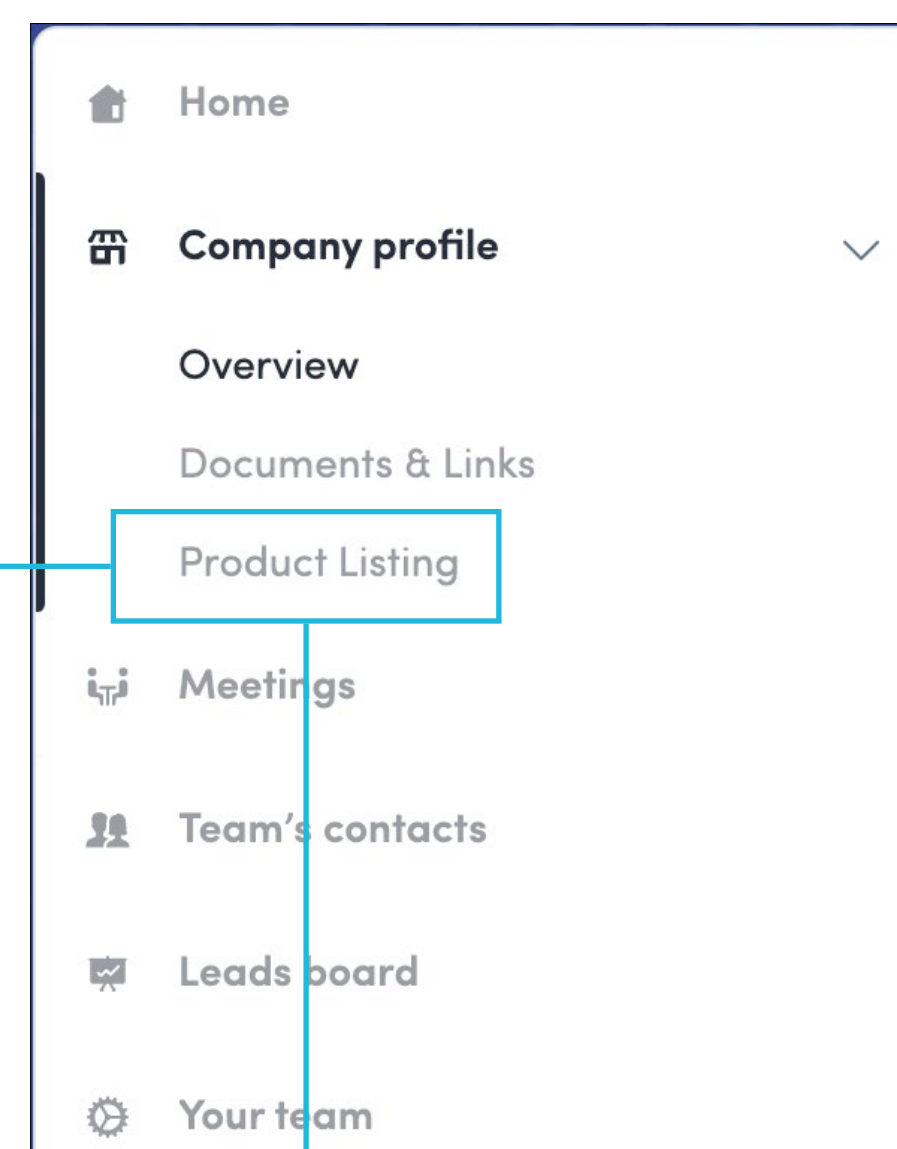 Home
Company profile
Overview
Documents & Links
Product Listing
Meetings
Team’s contacts
Leads board
Your team